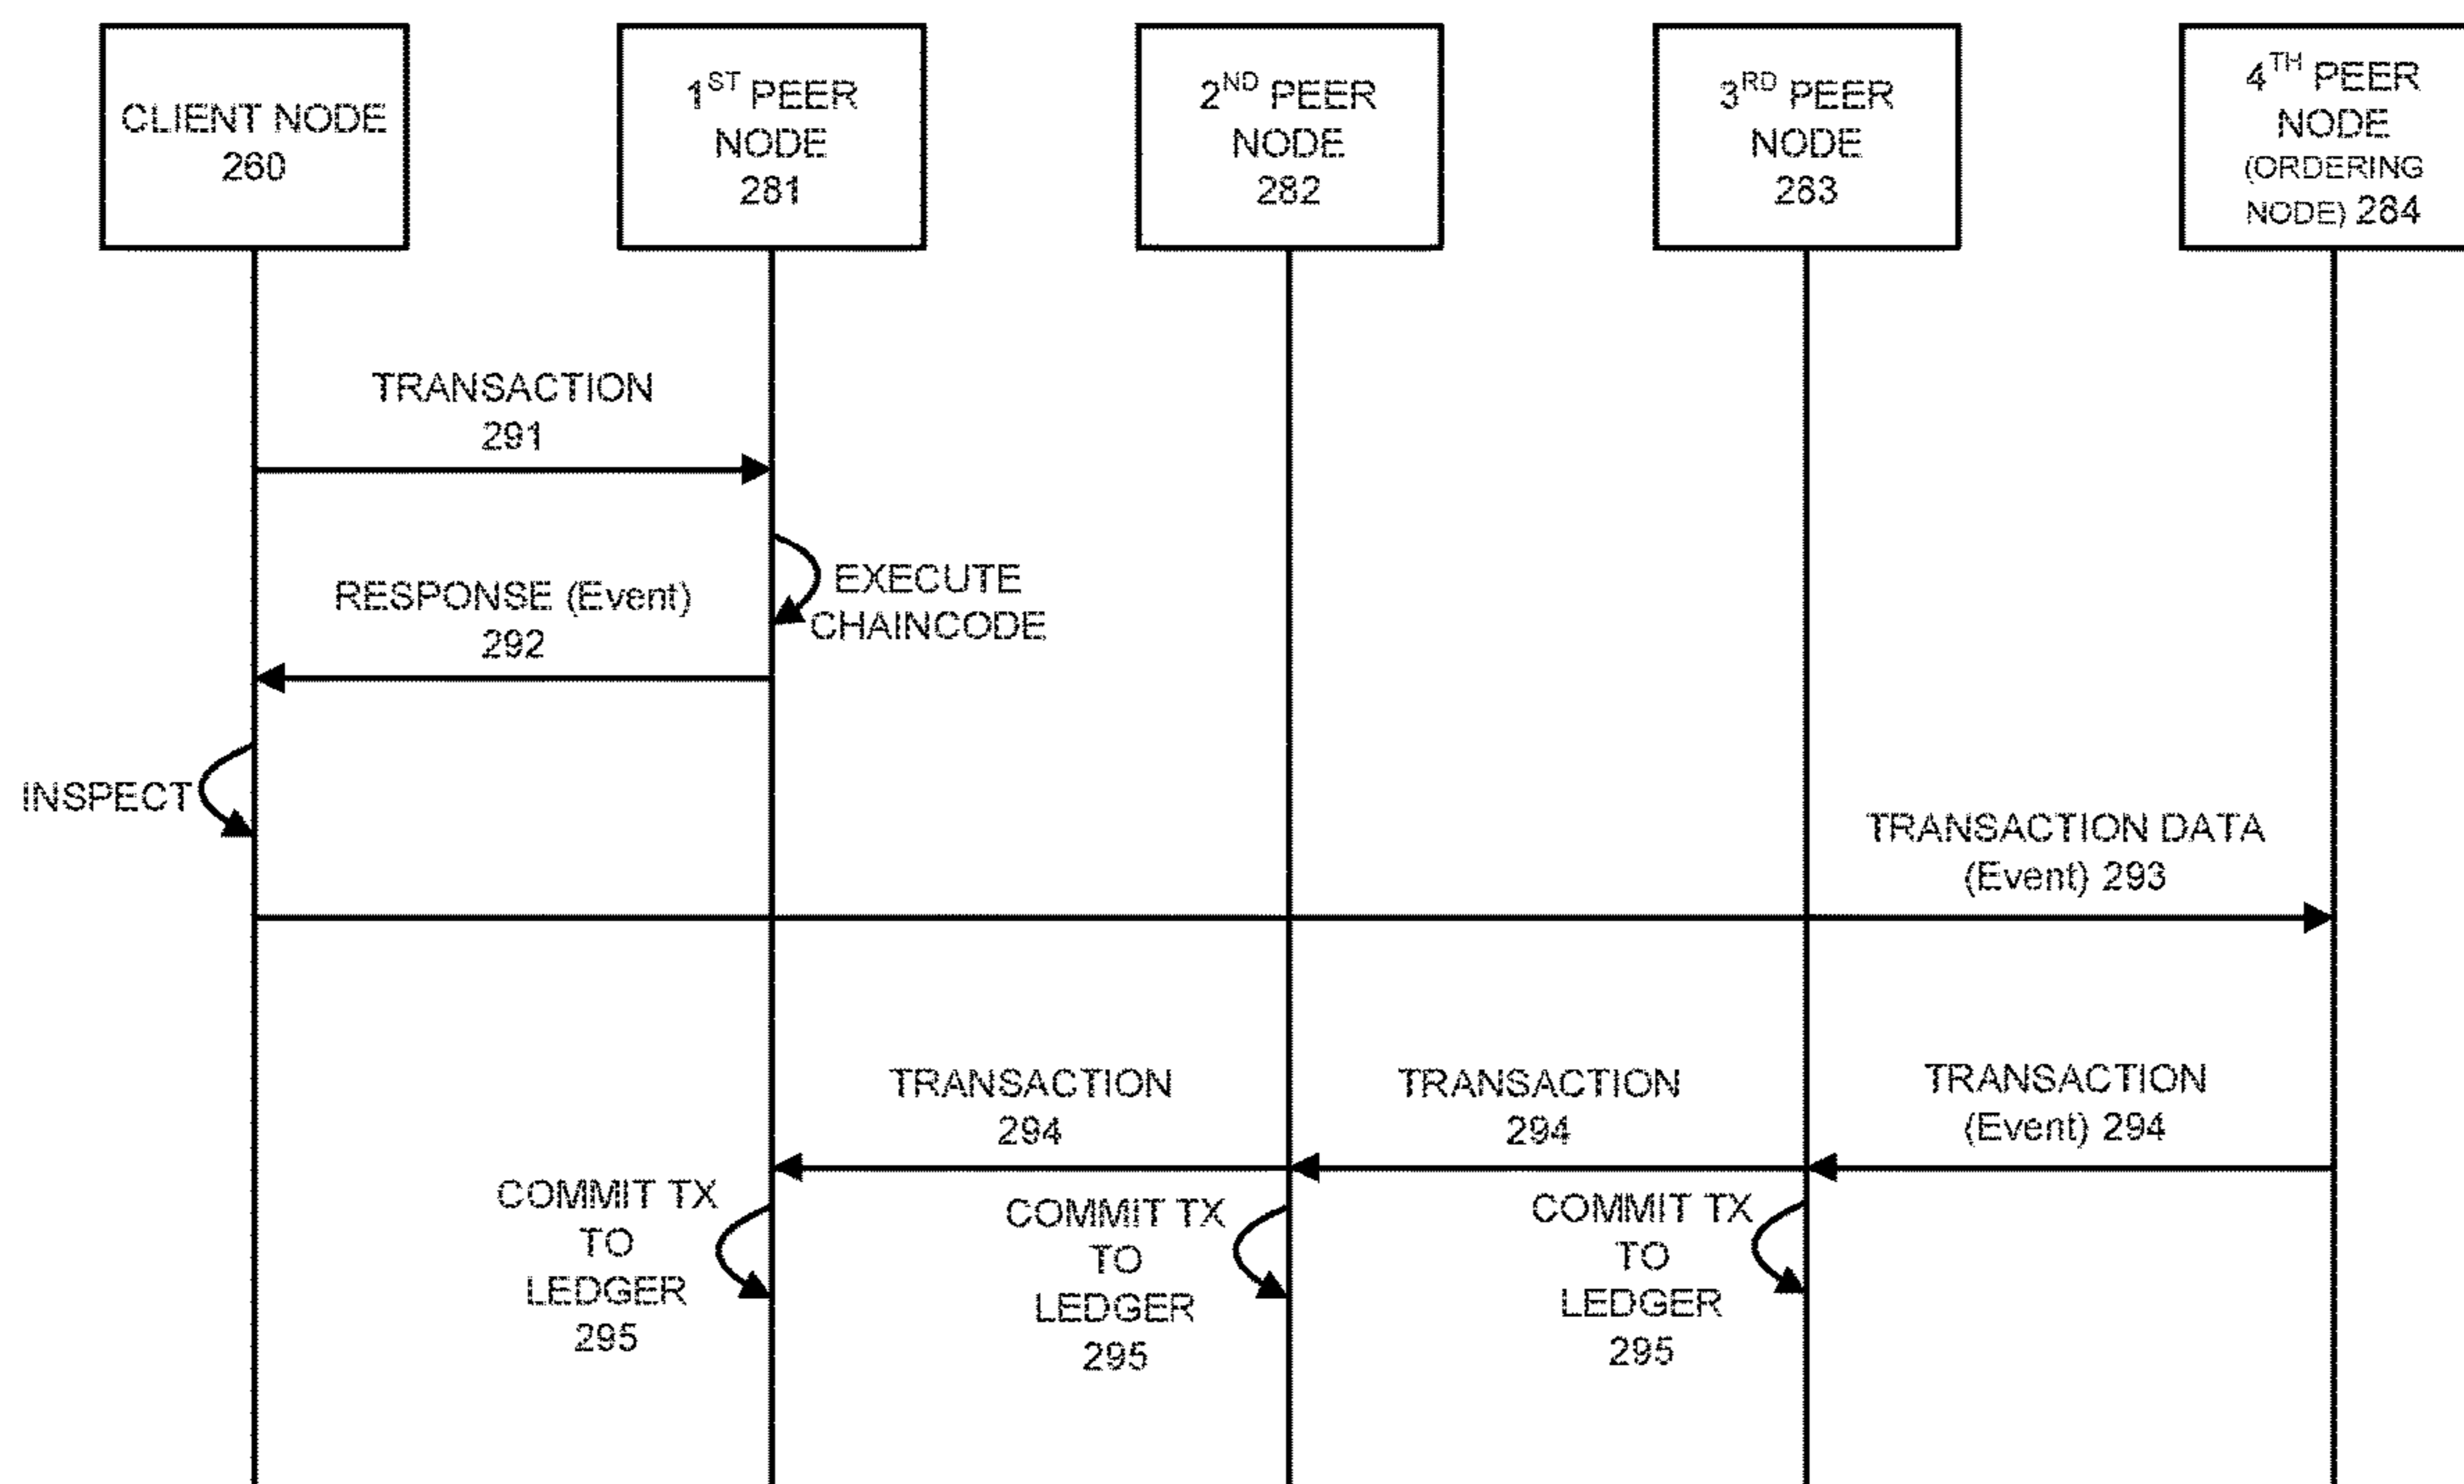 CLIENT NODE
260
1ST PEER
NODE
281
2ND PEER
NODE
282
3RD PEER
NODE
283
4TH PEER
NODE
(ORDERING
NODE) 284
TRANSACTION
291
EXECUTE
CHAINCODE
RESPONSE (Event)
292
INSPECT
TRANSACTION DATA
(Event) 293
TRANSACTION
294
TRANSACTION
294
TRANSACTION
(Event) 294
COMMIT TX
TO
LEDGER
295
COMMIT TX
TO
LEDGER
295
COMMIT TX
TO
LEDGER
295